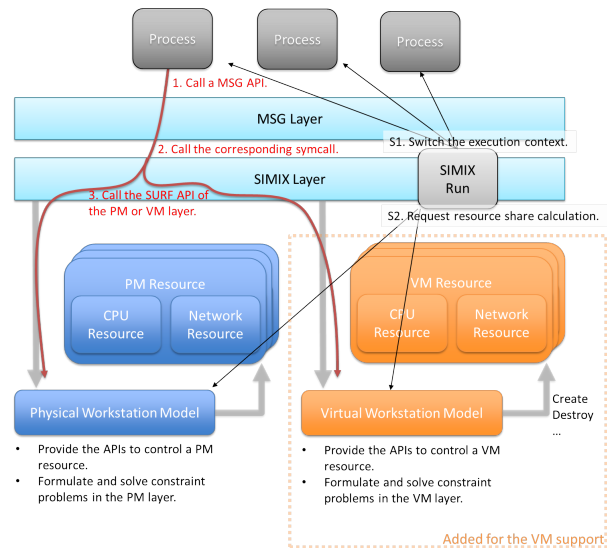 Process
Process
Process
1. Call a MSG API.
MSG Layer
S1. Switch the execution context.
2. Call the corresponding symcall.
SIMIX Layer
SIMIX
Run
3. Call the SURF API of
the PM or VM layer.
S2. Request resource share calculation.
PM Resource
CPU
Resource
Network
Resource
VM Resource
CPU
Resource
Network
Resource
Physical Workstation Model
Virtual Workstation Model
Create
Destroy
...
• Provide the APIs to control a PM
resource.
• Formulate and solve constraint
problems in the PM layer.
• Provide the APIs to control a VM
resource.
• Formulate and solve constraint
problems in the VM layer.
Added for the VM support